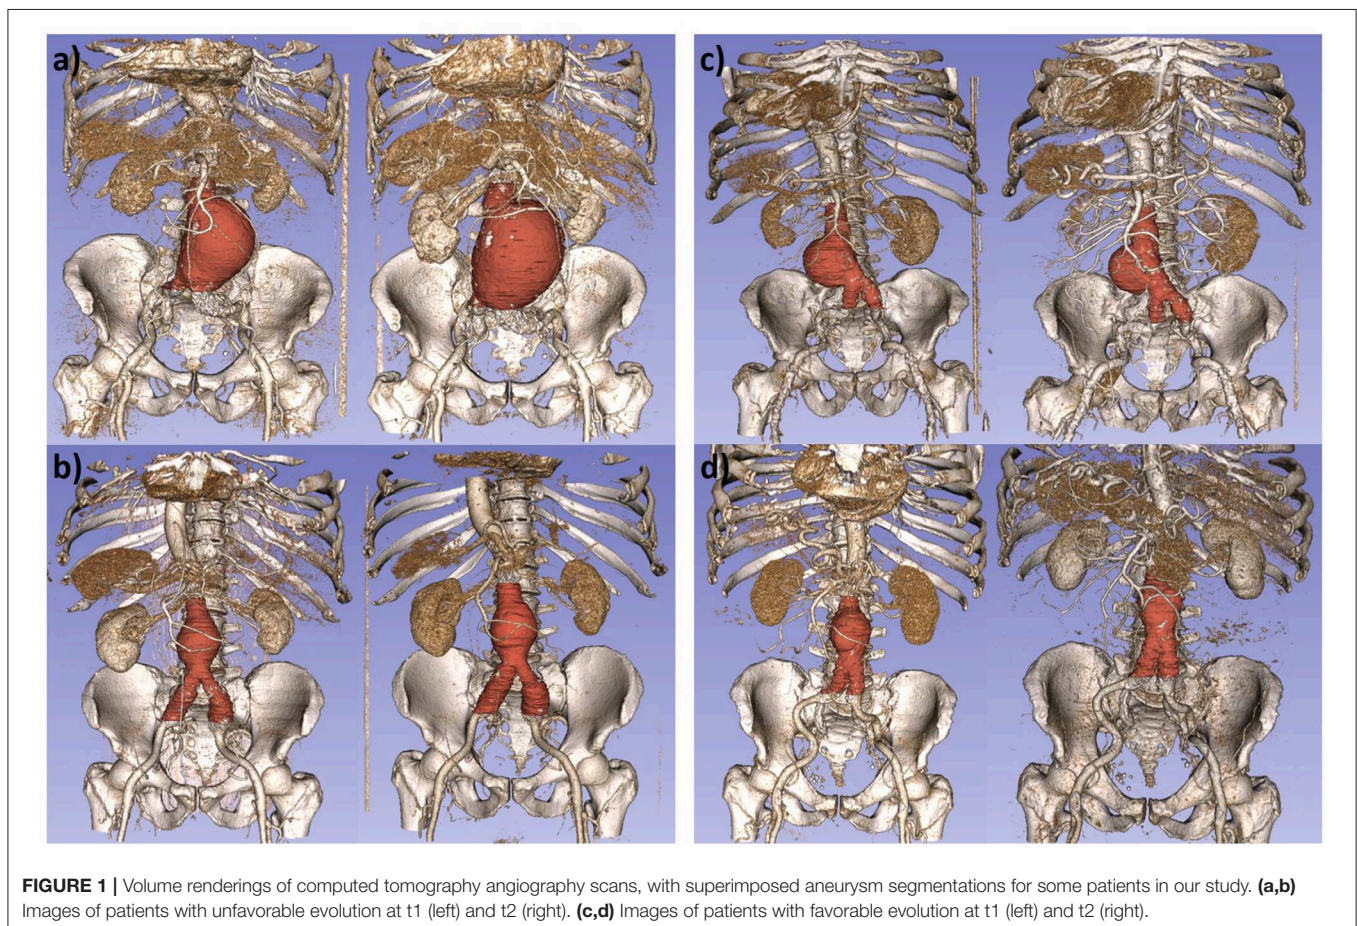 a)
c)
b)
d)
FIGURE 1 | Volume renderings of computed tomography angiography scans, with superimposed aneurysm segmentations for some patients in our study. (a,b)
Images of patients with unfavorable evolution at t1 (left) and t2 (right). (c,d) Images of patients with favorable evolution at t1 (left) and t2 (right).